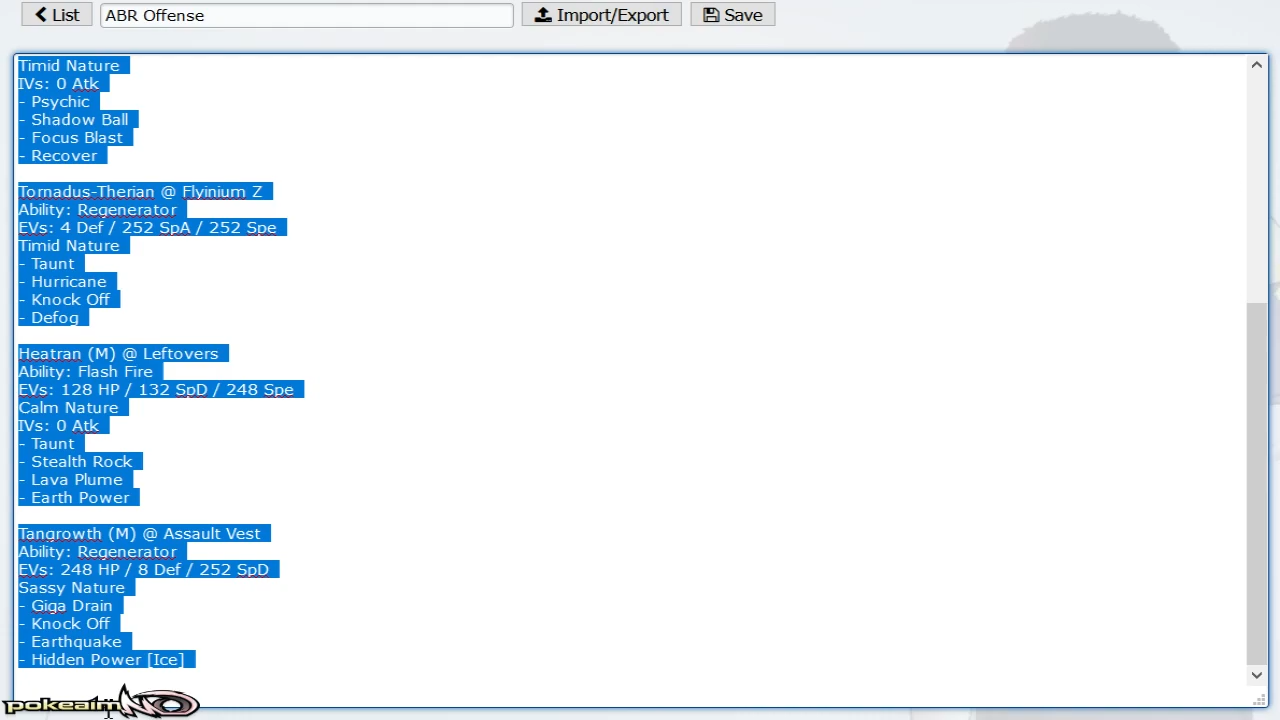 List
ABR Offense
Import/Export
Save
Timid Nature
IVs: 0 Atk
- Psychic
- Shadow Ball
- Focus Blast
- Recover
Tornadus-Therian @ Flyinium Z
Ability: Regenerator
EVs: 4 Def / 252 SpA / 252 Spe
Timid Nature
- Taunt
- Hurricane
- Knock Off
- Defog
Heatran (M) @ Leftovers
Ability: Flash Fire
EVs: 128 HP / 132 SpD / 248 Spe
Calm Nature
IVs: 0 Atk
- Taunt
- Stealth Rock
- Lava Plume
- Earth Power
Tangrowth (M) @ Assault Vest
Ability: Regenerator
EVs: 248 HP / 8 Def / 252 SpD
Sassy Nature
- Giga Drain
- Knock Off
- Earthquake
- Hidden Power [Ice]
pokeaimMD